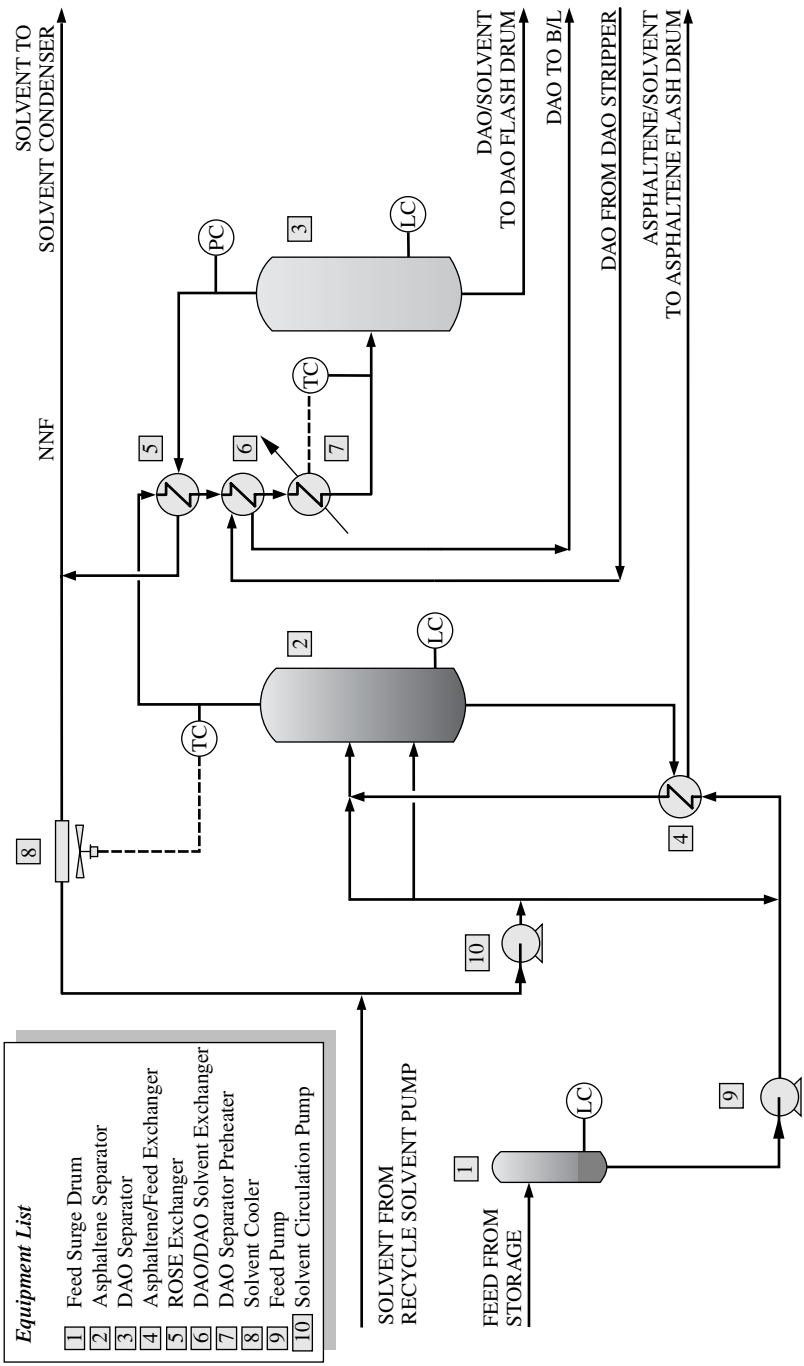 Equipment List
1 Feed Surge Drum
2 Asphaltene Separator
3 DAO Separator
4 Asphaltene/Feed Exchanger
5 ROSE Exchanger
6 DAO/DAO Solvent Exchanger
7 DAO Separator Preheater
8 Solvent Cooler
9 Feed Pump
10 Solvent Circulation Pump
SOLVENT FROM
RECYCLE SOLVENT PUMP
FEED FROM
STORAGE
1
LC
9
10
8
4
TC
2
LC
5
6
7
TC
PC
3
LC
NNF
SOLVENT TO
SOLVENT CONDENSER
DAO/SOLVENT
TO DAO FLASH DRUM
DAO TO B/L
DAO FROM DAO STRIPPER
ASPHALTENE/SOLVENT
TO ASPHALTENE FLASH DRUM